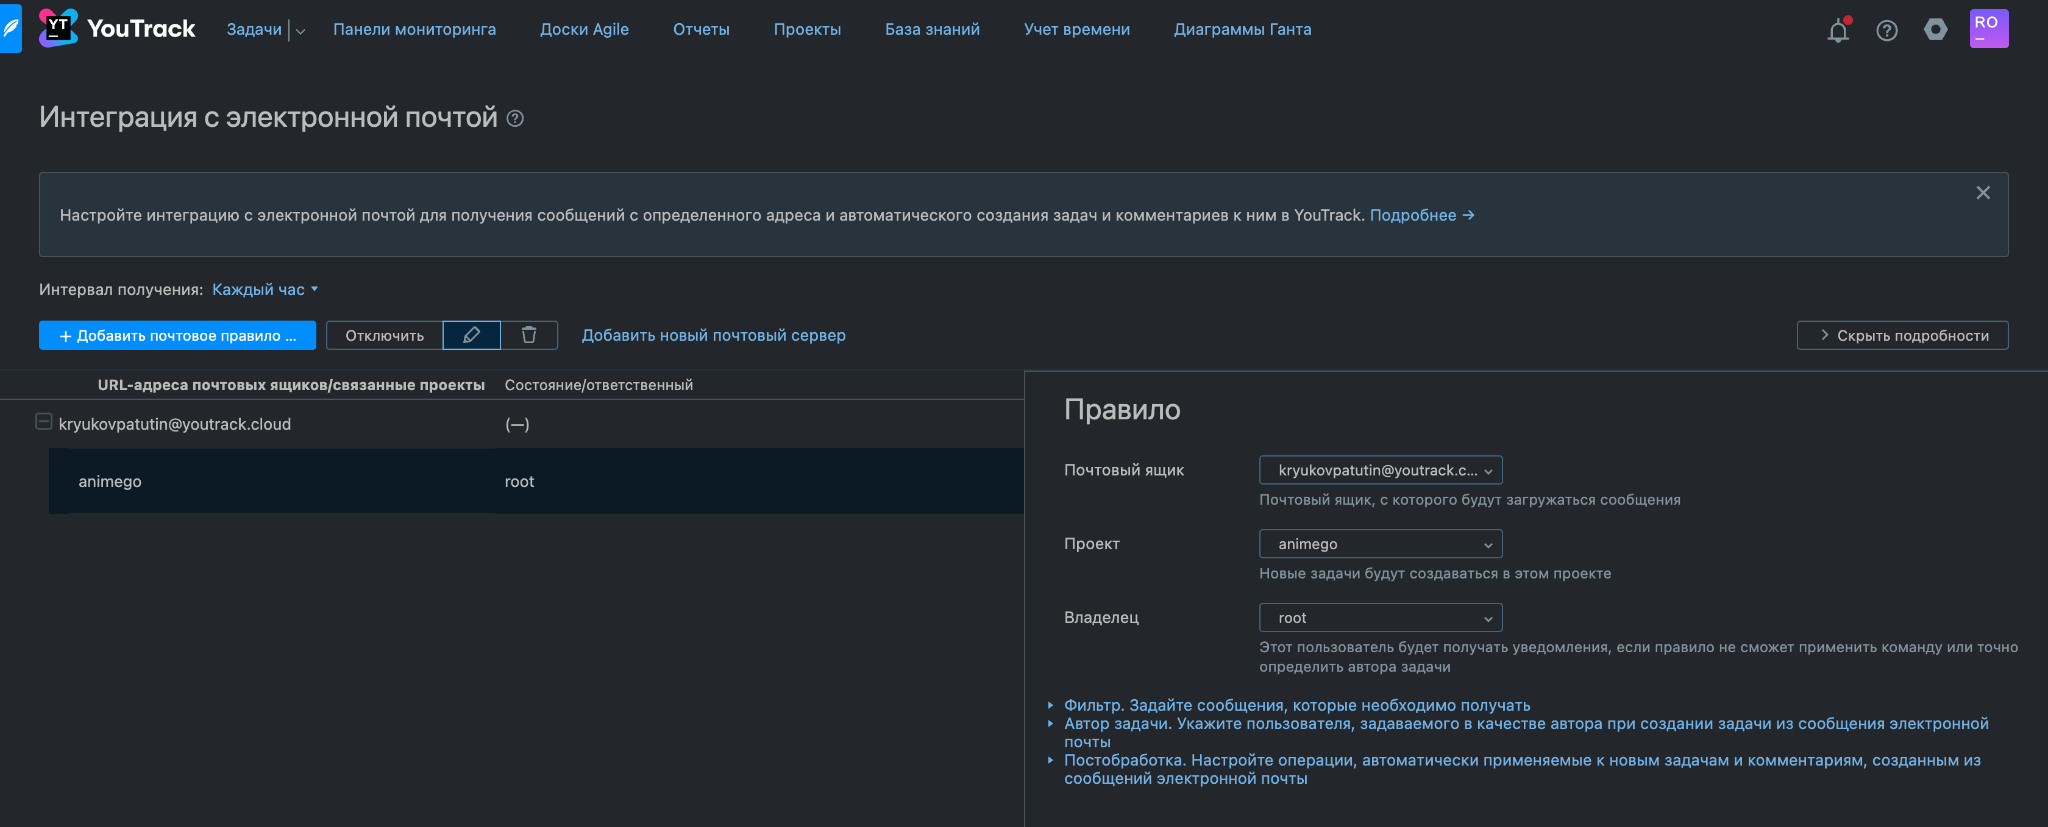 YT YouTrack Задачи Панели мониторинга Доски Agile Отчеты Проекты База знаний Учет времени Диаграммы Ганта RO
Интеграция с электронной почтой
Настройте интеграцию с электронной почтой для получения сообщений с определенного адреса и автоматического создания задач и комментариев к ним в YouTrack. Подробнее →
Интервал получения: Каждый час
+ Добавить почтовое правило ... Отключить Добавить новый почтовый сервер > Скрыть подробности
URL-адреса почтовых ящиков/связанные проекты Состояние/ответственный
kryukovpatutin@youtrack.cloud (—)
animego root
Правило
Почтовый ящик kryukovpatutin@youtrack.c...
Почтовый ящик, с которого будут загружаться сообщения
Проект animego
Новые задачи будут создаваться в этом проекте
Владелец root
Этот пользователь будет получать уведомления, если правило не сможет применить команду или точно
определить автора задачи
Фильтр. Задайте сообщения, которые необходимо получать
Автор задачи. Укажите пользователя, задаваемого в качестве автора при создании задачи из сообщения электронной
почты
Постобработка. Настройте операции, автоматически применяемые к новым задачам и комментариям, созданным из
сообщений электронной почты